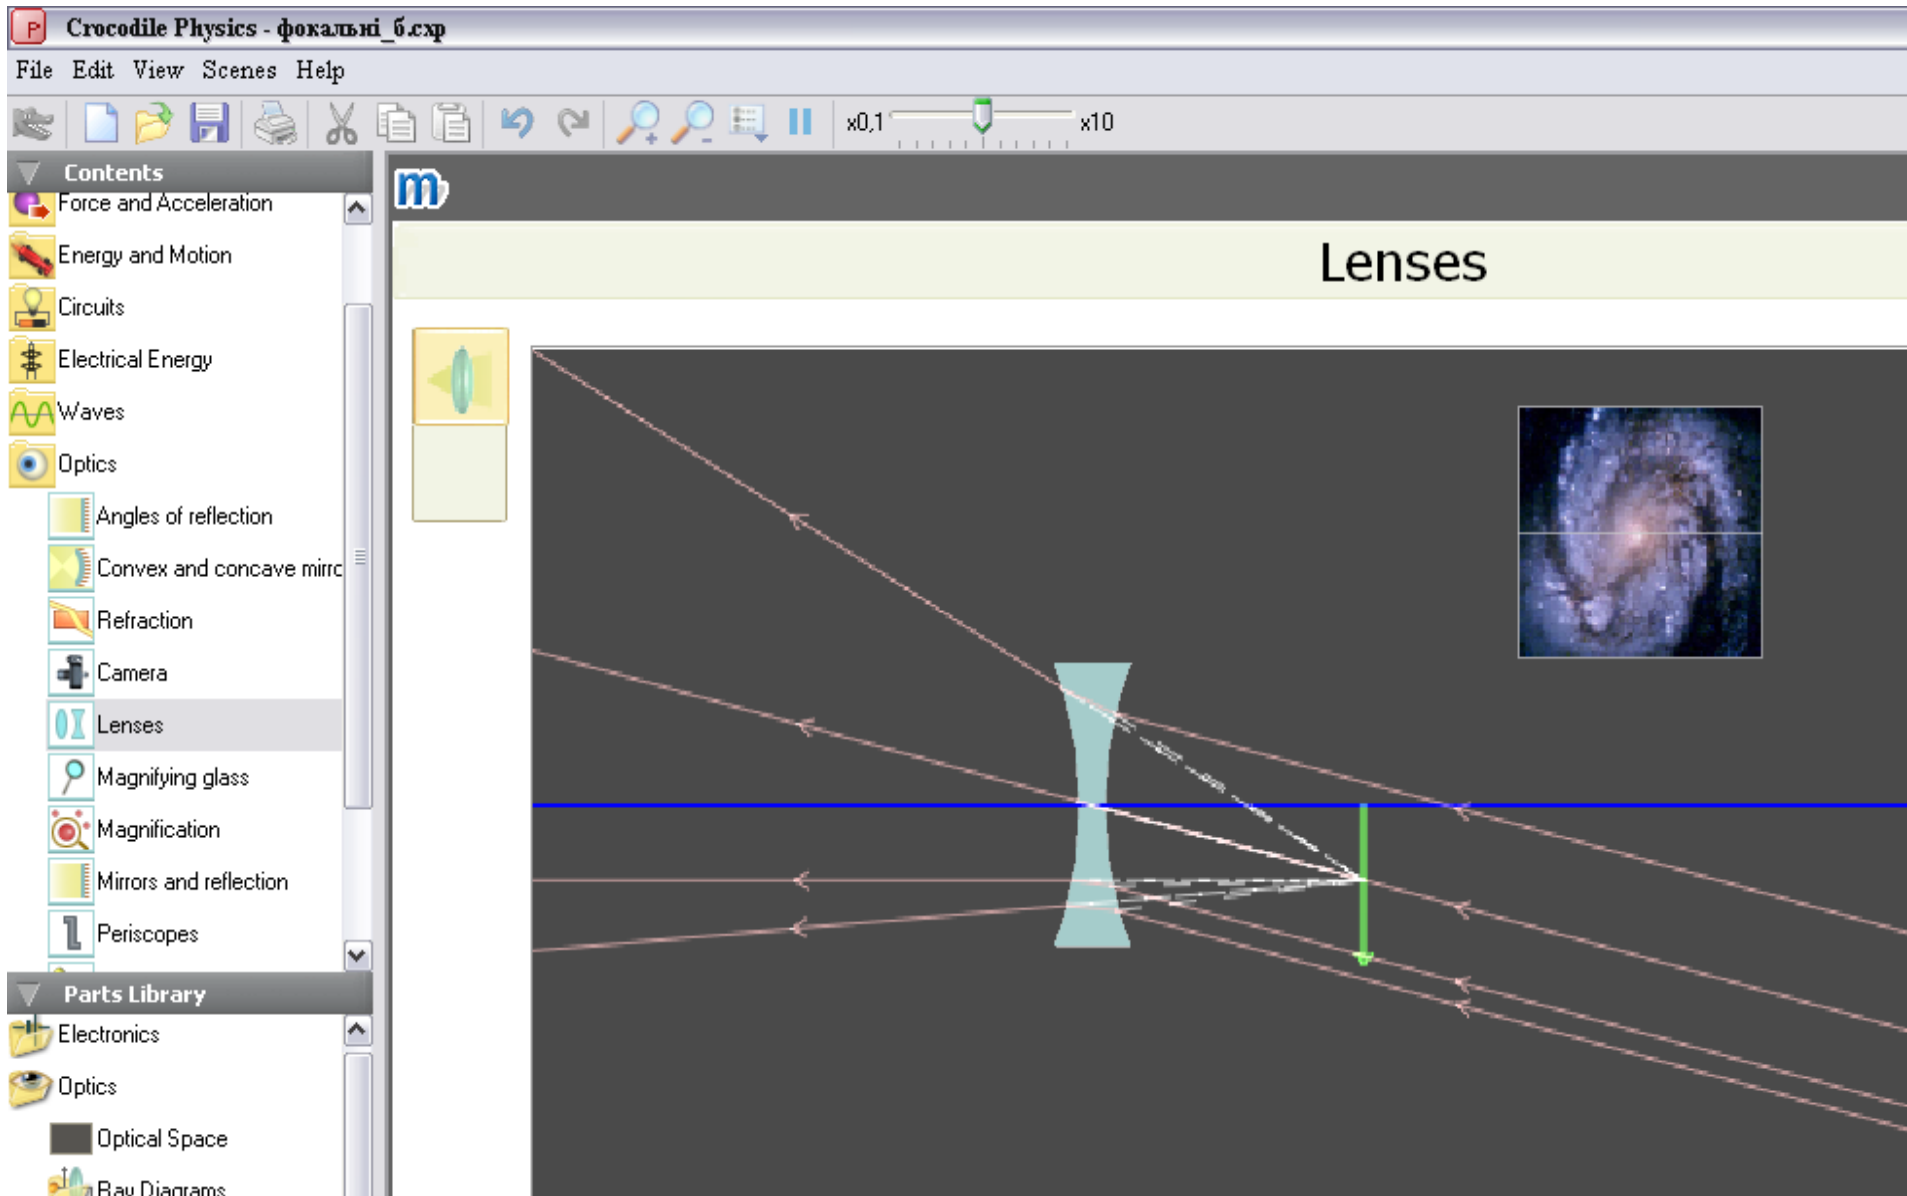 Crocodile Physics - фокальні_б.cxp
File Edit View Scenes Help
x0,1 x10
Contents
Force and Acceleration
Energy and Motion
Circuits
Electrical Energy
Waves
Optics
Angles of reflection
Convex and concave mirrc
Refraction
Camera
Lenses
Magnifying glass
Magnification
Mirrors and reflection
Periscopes
Parts Library
Electronics
Optics
Optical Space
Ray Diagrams
m
Lenses